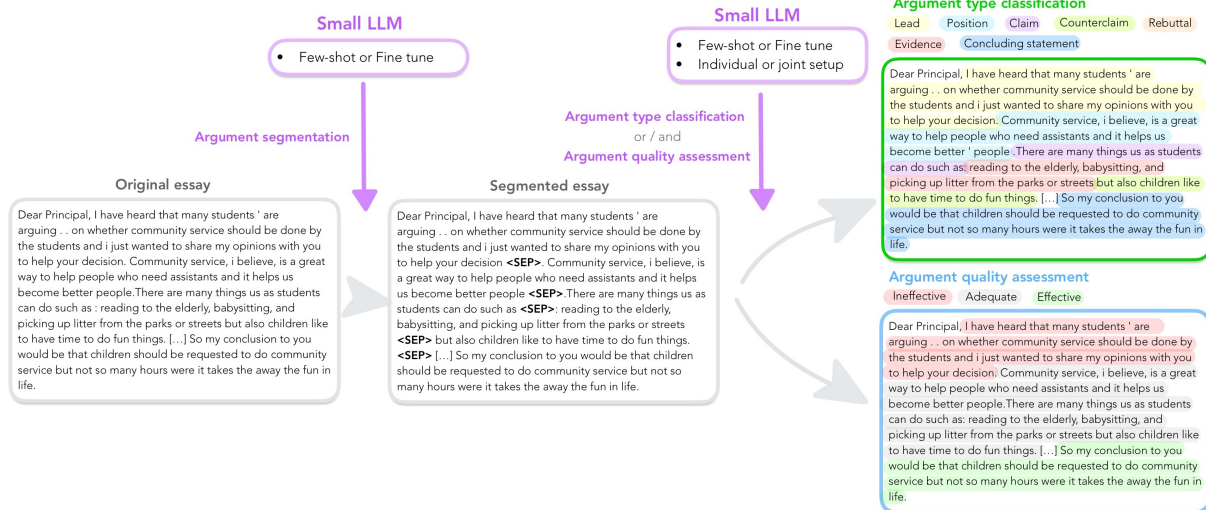 Small LLM
• Few-shot or Fine tune
Argument segmentation
Small LLM
• Few-shot or Fine tune
• Individual or joint setup
Argument type classification
or / and
Argument quality assessment
Original essay
Dear Principal, I have heard that many students ' are
arguing . . on whether community service should be done by
the students and i just wanted to share my opinions with you
to help your decision. Community service, i believe, is a great
way to help people who need assistants and it helps us
become better people.There are many things us as students
can do such as : reading to the elderly, babysitting, and
picking up litter from the parks or streets but also children like
to have time to do fun things. [...] So my conclusion to you
would be that children should be requested to do community
service but not so many hours were it takes the away the fun in
life.
Segmented essay
Dear Principal, I have heard that many students ' are
arguing . . on whether community service should be done by
the students and i just wanted to share my opinions with you
to help your decision <SEP>. Community service, i believe, is
a great way to help people who need assistants and it helps
us become better people <SEP>.There are many things us as
students can do such as <SEP>: reading to the elderly,
babysitting, and picking up litter from the parks or streets
<SEP> but also children like to have time to do fun things.
<SEP> [...] So my conclusion to you would be that children
should be requested to do community service but not so
many hours were it takes the away the fun in life.
Argument type classification
Lead Position Claim Counterclaim Rebuttal
Evidence Concluding statement
Dear Principal, I have heard that many students ' are
arguing . . on whether community service should be done by
the students and i just wanted to share my opinions with you
to help your decision. Community service, i believe, is a great
way to help people who need assistants and it helps us
become better ' people .There are many things us as students
can do such as: reading to the elderly, babysitting, and
picking up litter from the parks or streets but also children like
to have time to do fun things. [...] So my conclusion to you
would be that children should be requested to do community
service but not so many hours were it takes the away the fun in
life.
Argument quality assessment
Ineffective Adequate Effective
Dear Principal, I have heard that many students ' are
arguing . . on whether community service should be done by
the students and i just wanted to share my opinions with you
to help your decision. Community service, i believe, is a great
way to help people who need assistants and it helps us
become better people.There are many things us as students
can do such as: reading to the elderly, babysitting, and
picking up litter from the parks or streets but also children like
to have time to do fun things. [...] So my conclusion to you
would be that children should be requested to do community
service but not so many hours were it takes the away the fun in
life.